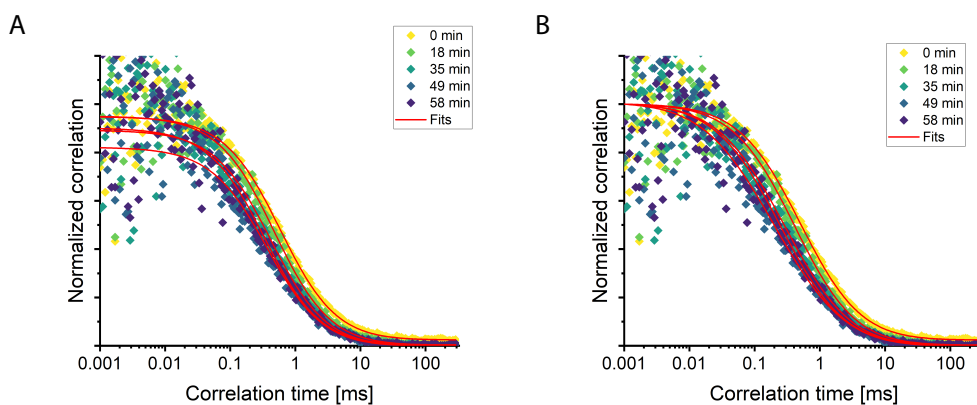 A
0 min
18 min
35 min
49 min
58 min
Fits
Normalized correlation
0.001 0.01 0.1 1 10 100
Correlation time [ms]
B
0 min
18 min
35 min
49 min
58 min
Fits
Normalized correlation
0.001 0.01 0.1 1 10 100
Correlation time [ms]